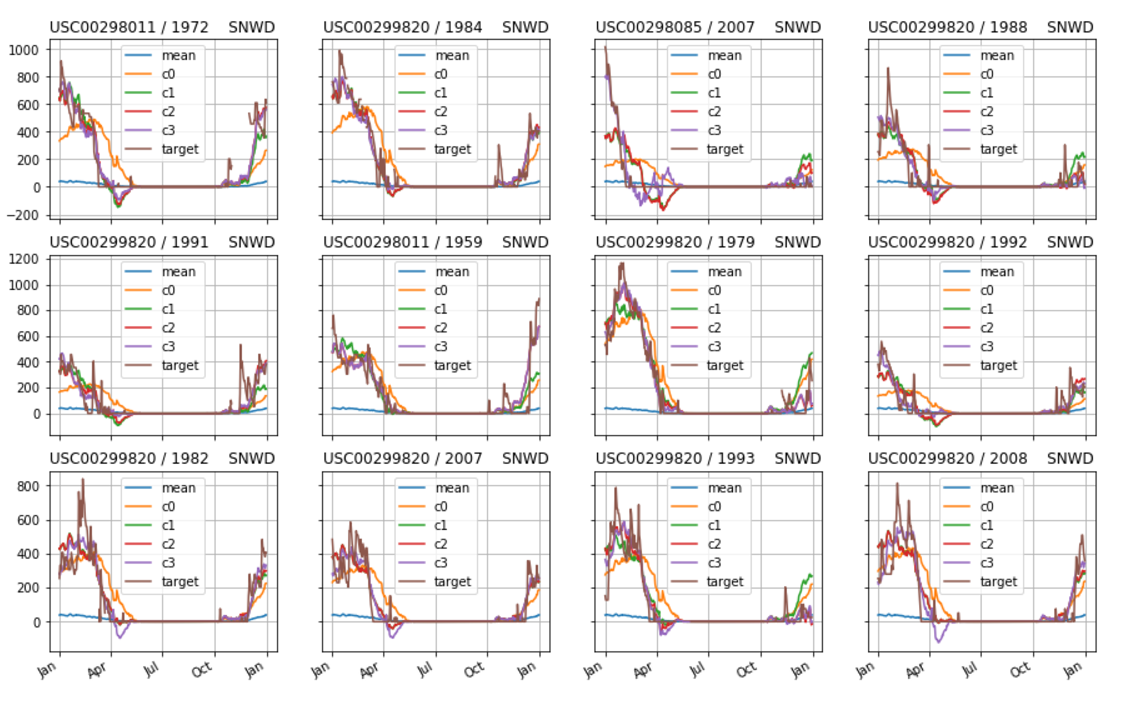 USC00298011 / 1972 SNWD USC00299820 / 1984 SNWD USC00298085 / 2007 SNWD USC00299820 / 1988 SNWD
1000
800
600
400
200
0
−200
mean mean mean mean
c0 c0 c0 c0
c1 c1 c1 c1
c2 c2 c2 c2
c3 c3 c3 c3
target target target target
USC00299820 / 1991 SNWD USC00298011 / 1959 SNWD USC00299820 / 1979 SNWD USC00299820 / 1992 SNWD
1200
1000
800
600
400
200
0
mean mean mean mean
c0 c0 c0 c0
c1 c1 c1 c1
c2 c2 c2 c2
c3 c3 c3 c3
target target target target
USC00299820 / 1982 SNWD USC00299820 / 2007 SNWD USC00299820 / 1993 SNWD USC00299820 / 2008 SNWD
800
600
400
200
0
mean mean mean mean
c0 c0 c0 c0
c1 c1 c1 c1
c2 c2 c2 c2
c3 c3 c3 c3
target target target target
Jan Apr Jul Oct Jan Jan Apr Jul Oct Jan Jan Apr Jul Oct Jan Jan Apr Jul Oct Jan